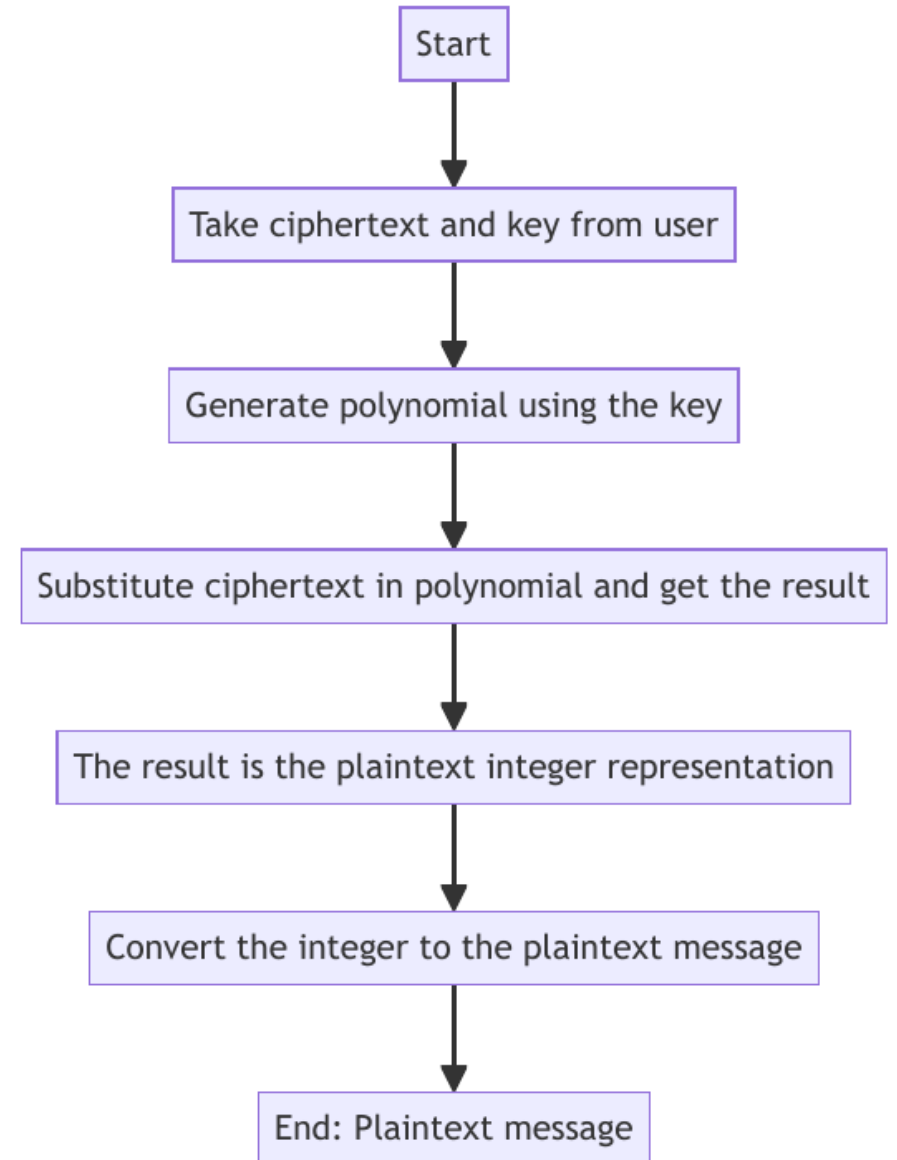 Start
Take ciphertext and key from user
Generate polynomial using the key
Substitute ciphertext in polynomial and get the result
The result is the plaintext integer representation
Convert the integer to the plaintext message
End: Plaintext message